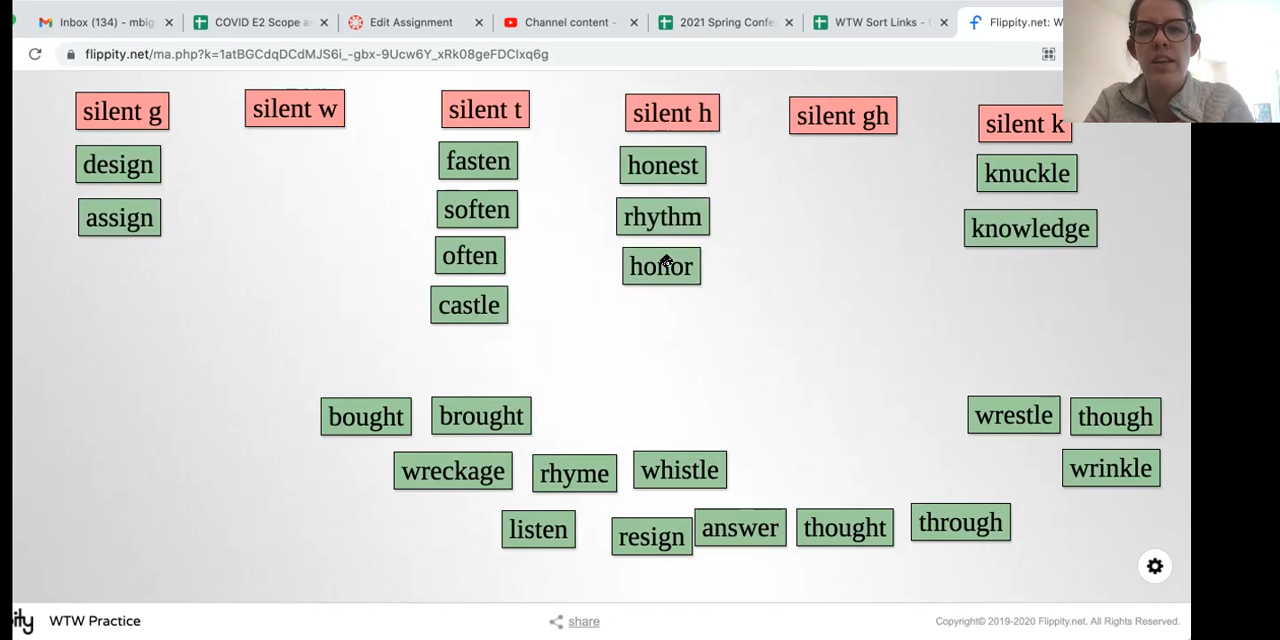 Inbox (134) - mbig
COVID E2 Scope a
Edit Assignment
Channel content -
2021 Spring Confe
WTW Sort Links - G
Flippity.net: W
flippity.net/ma.php?k=1atBGCdqDCdMJS6i_-gbx-9Ucw6Y_xRk08geFDCIxq6g
silent g silent w silent t silent h silent gh silent k
design fasten honest knuckle
assign soften rhythm knowledge
often honor
castle
bought brought wrestle though
wreckage rhyme whistle wrinkle
listen resign answer thought through
ity WTW Practice share Copyright© 2019-2020 Flippity.net. All Rights Reserved.